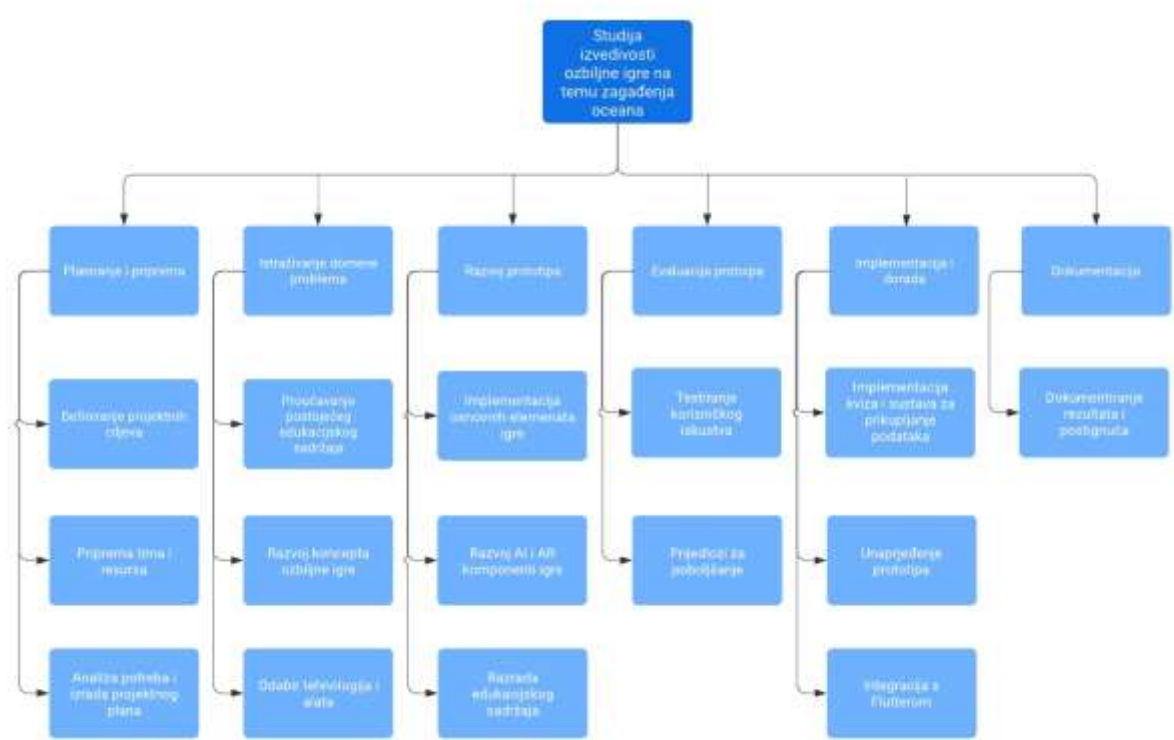 Studija
izvedivosti
ozbiljne igre na
temu zagađenja
oceana
Planiranje i priprema
Istraživanje domene
problema
Razvoj prototipa
Evaluacija protoipa
Implementacija i
dorada
Dokumentacija
Definiranje projektnih
ciljeva
Proučavanje
postojećeg
edukacijskog
sadržaja
Implementacija
osnovnih elemenata
igre
Testiranje
korisničkog
iskustva
Implementacija
kviza i sustava za
prikupljanje
podataka
Dokumentiranje
rezultata i
postignuća
Priprema tima i
resursa
Razvoj koncepta
ozbiljne igre
Razvoj AI i AR
komponenti igre
Prijedlozi za
poboljšanje
Unaprjeđenje
prototipa
Analiza potreba i
izrada projektnog
plana
Odabir tehnologija i
alata
Razrada
edukacijskog
sadržaja
Integracija s
Flutterom